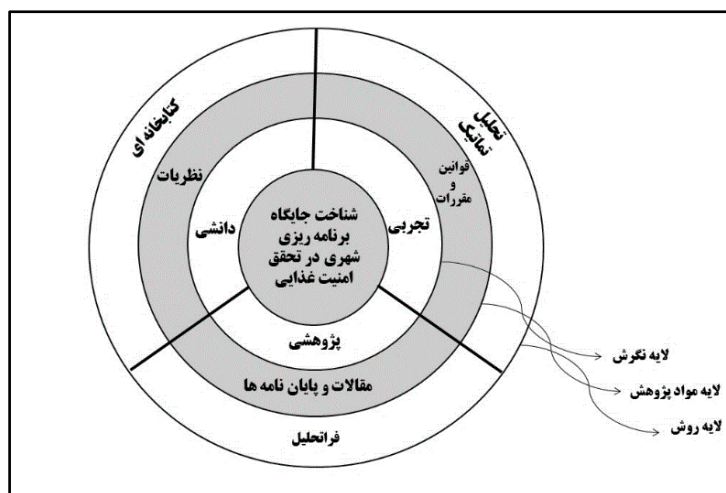 کتابخانه ای
تحلیل
تماتیک
نظریات
قوانین
و
مقررات
دانشی
تجربی
شناخت جایگاه
برنامه ریزی
شهری در تحقق
امنیت غذایی
پژوهشی
مقالات و پایان نامه ها
فراتحلیل
لایه نگرش
لایه مواد پژوهش
لایه روش